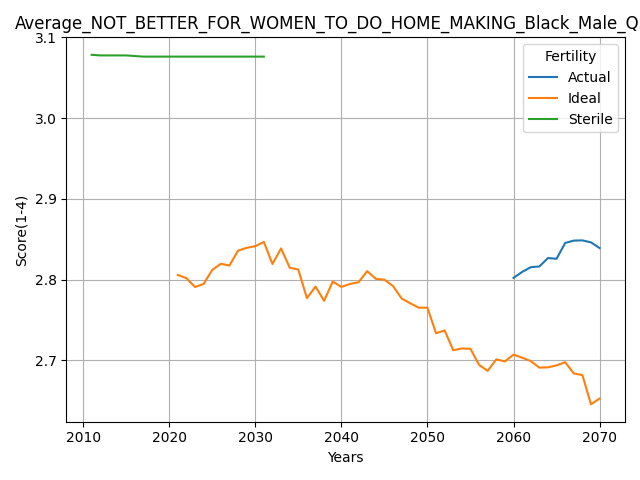 Average_NOT_BETTER_FOR_WOMEN_TO_DO_HOME_MAKING_Black_Male_Q
Fertility
Actual
Ideal
Sterile
3.1
3.0
2.9
2.8
2.7
Score(1-4)
2010 2020 2030 2040 2050 2060 2070
Years